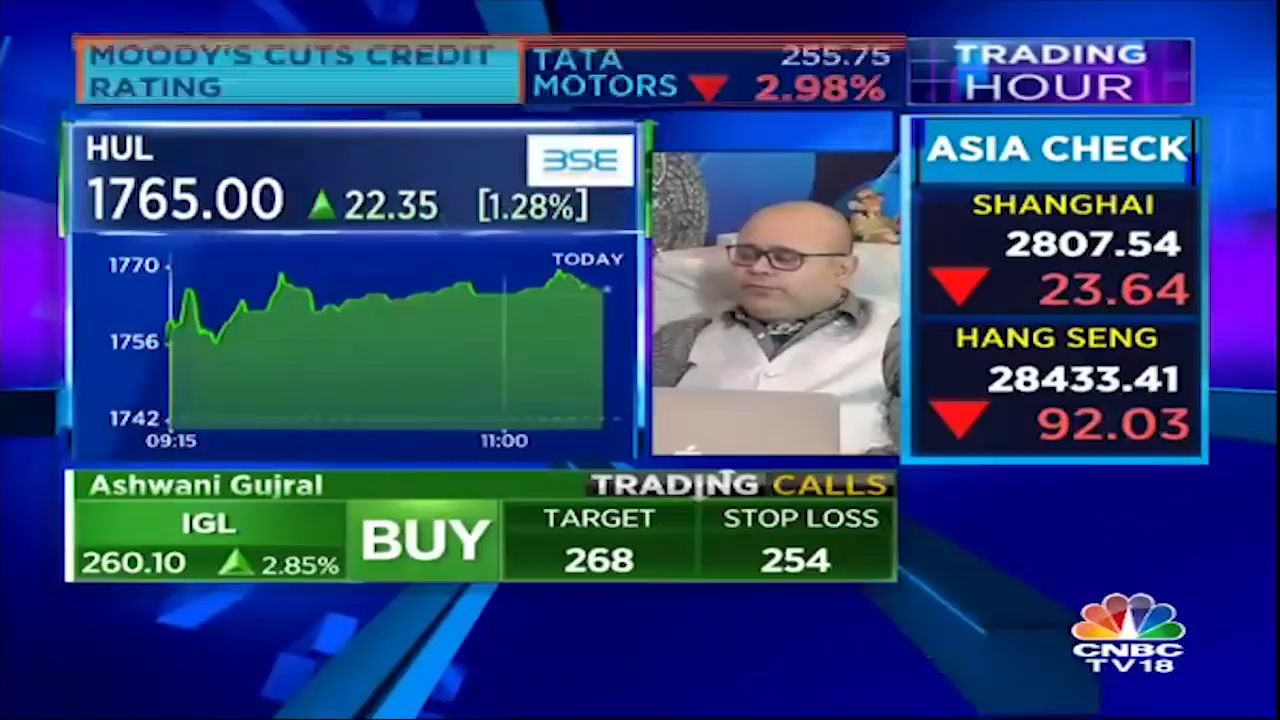 MOODY'S CUTS CREDIT
RATING
TATA
MOTORS
255.75
2.98%
TRADING
HOUR
HUL
1765.00
22.35
[1.28%]
BSE
TODAY
1770
1756
1742
09:15
11:00
ASIA CHECK
SHANGHAI
2807.54
23.64
HANG SENG
28433.41
92.03
Ashwani Gujral
TRADING CALLS
IGL
260.10
2.85%
BUY
TARGET
268
STOP LOSS
254
CNBC
TV18